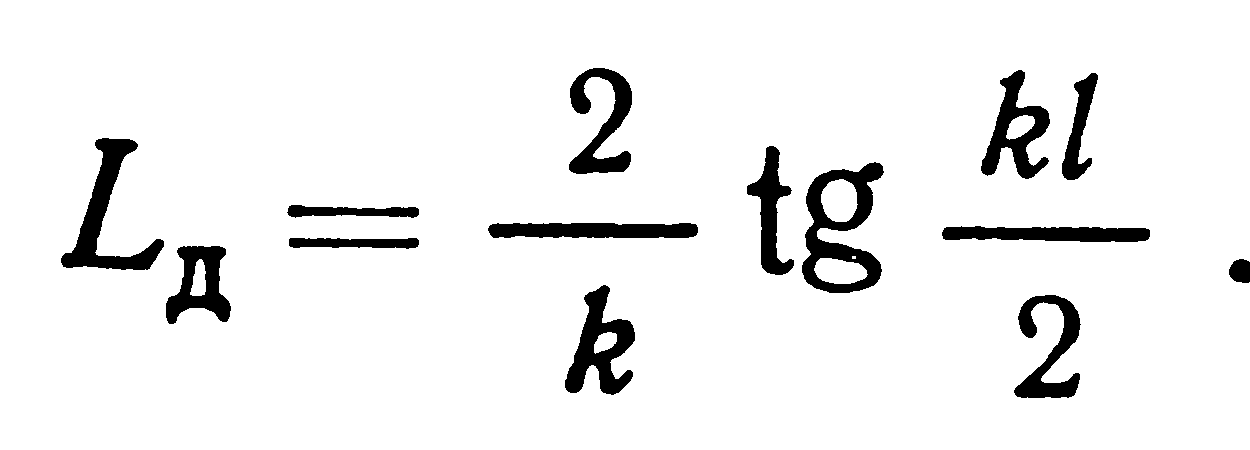 L_д = 2/k tg kl/2 .